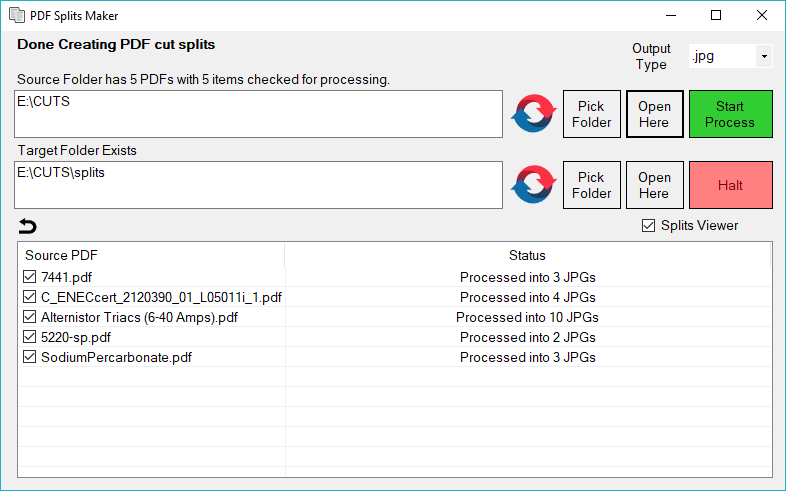 PDF Splits Maker
Done Creating PDF cut splits
Output
Type
.jpg
Source Folder has 5 PDFs with 5 items checked for processing.
E:\CUTS
Pick
Folder
Open
Here
Start
Process
Target Folder Exists
E:\CUTS\splits
Pick
Folder
Open
Here
Halt
Splits Viewer
Source PDF Status
7441.pdf Processed into 3 JPGs
C_ENECcert_2120390_01_L05011i_1.pdf Processed into 4 JPGs
Alternistor Triacs (6-40 Amps).pdf Processed into 10 JPGs
5220-sp.pdf Processed into 2 JPGs
SodiumPercarbonate.pdf Processed into 3 JPGs